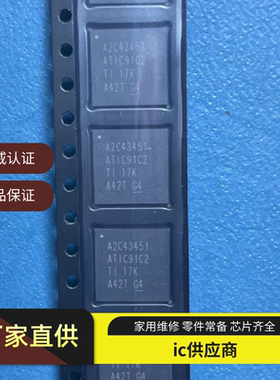 A2C43451
ATIC91C2
TI 17K
A42T G4
A2C43451
ATIC91C2
TI 17K
A42T G4
A2C43451
ATIC91C2
TI 17K
A42T G4
认证
品保证
厂家直供
家用维修 零件常备 芯片齐全
ic供应商